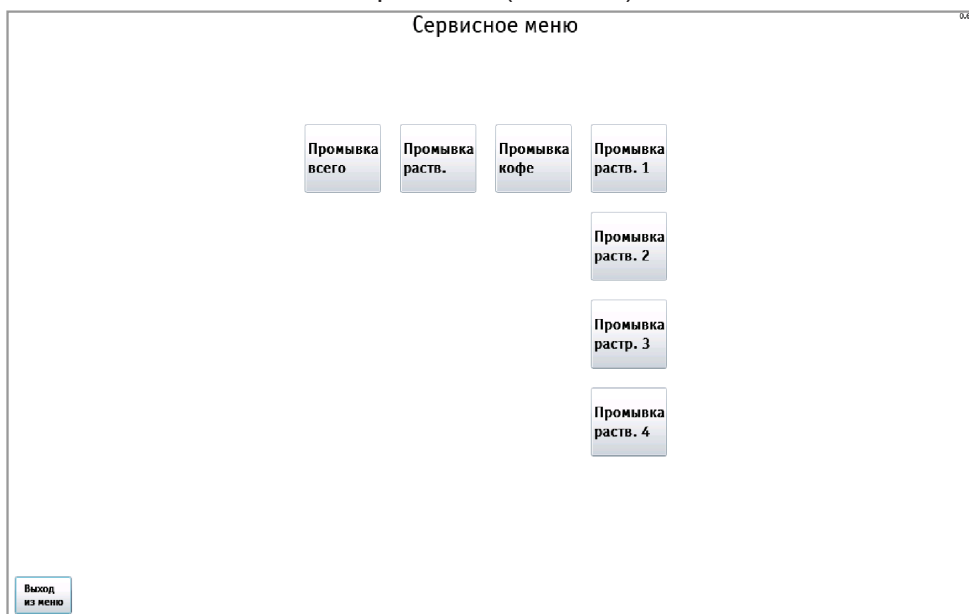 Сервисное меню
Промывка
всего
Промывка
раств.
Промывка
кофе
Промывка
раств. 1
Промывка
раств. 2
Промывка
растр. 3
Промывка
раств. 4
Выход
из меню